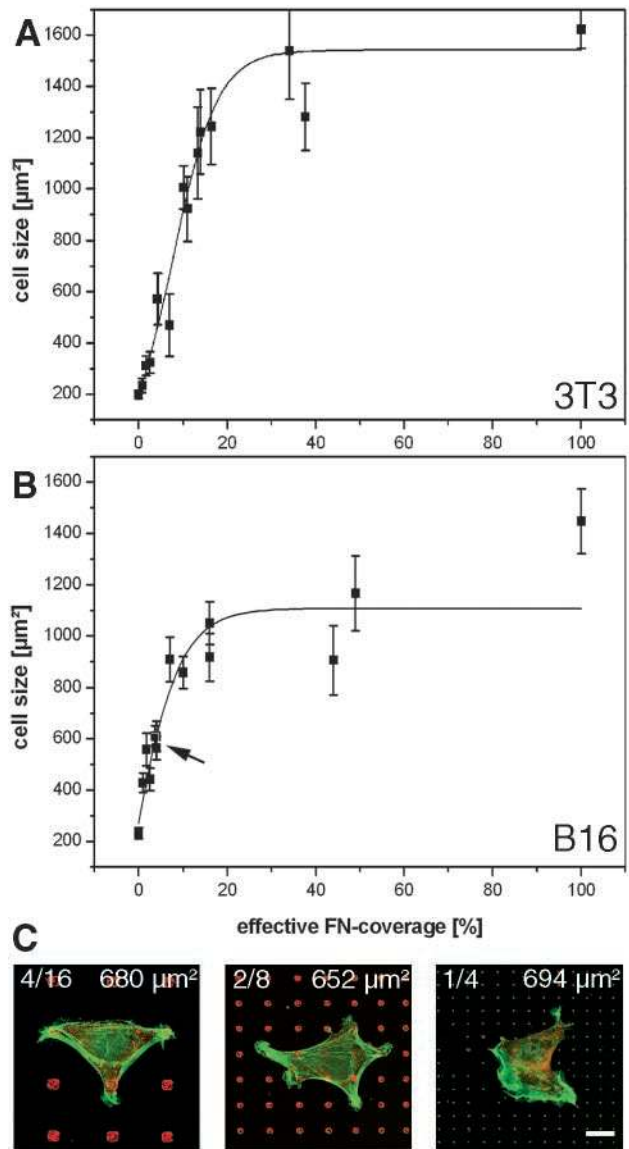 A
cell size [µm²]
1600
1400
1200
1000
800
600
400
200
0 20 40 60 80 100
3T3
B
cell size [µm²]
1600
1400
1200
1000
800
600
400
200
0 20 40 60 80 100
B16
effective FN-coverage [%]
C
4/16 680 µm²
2/8 652 µm²
1/4 694 µm²